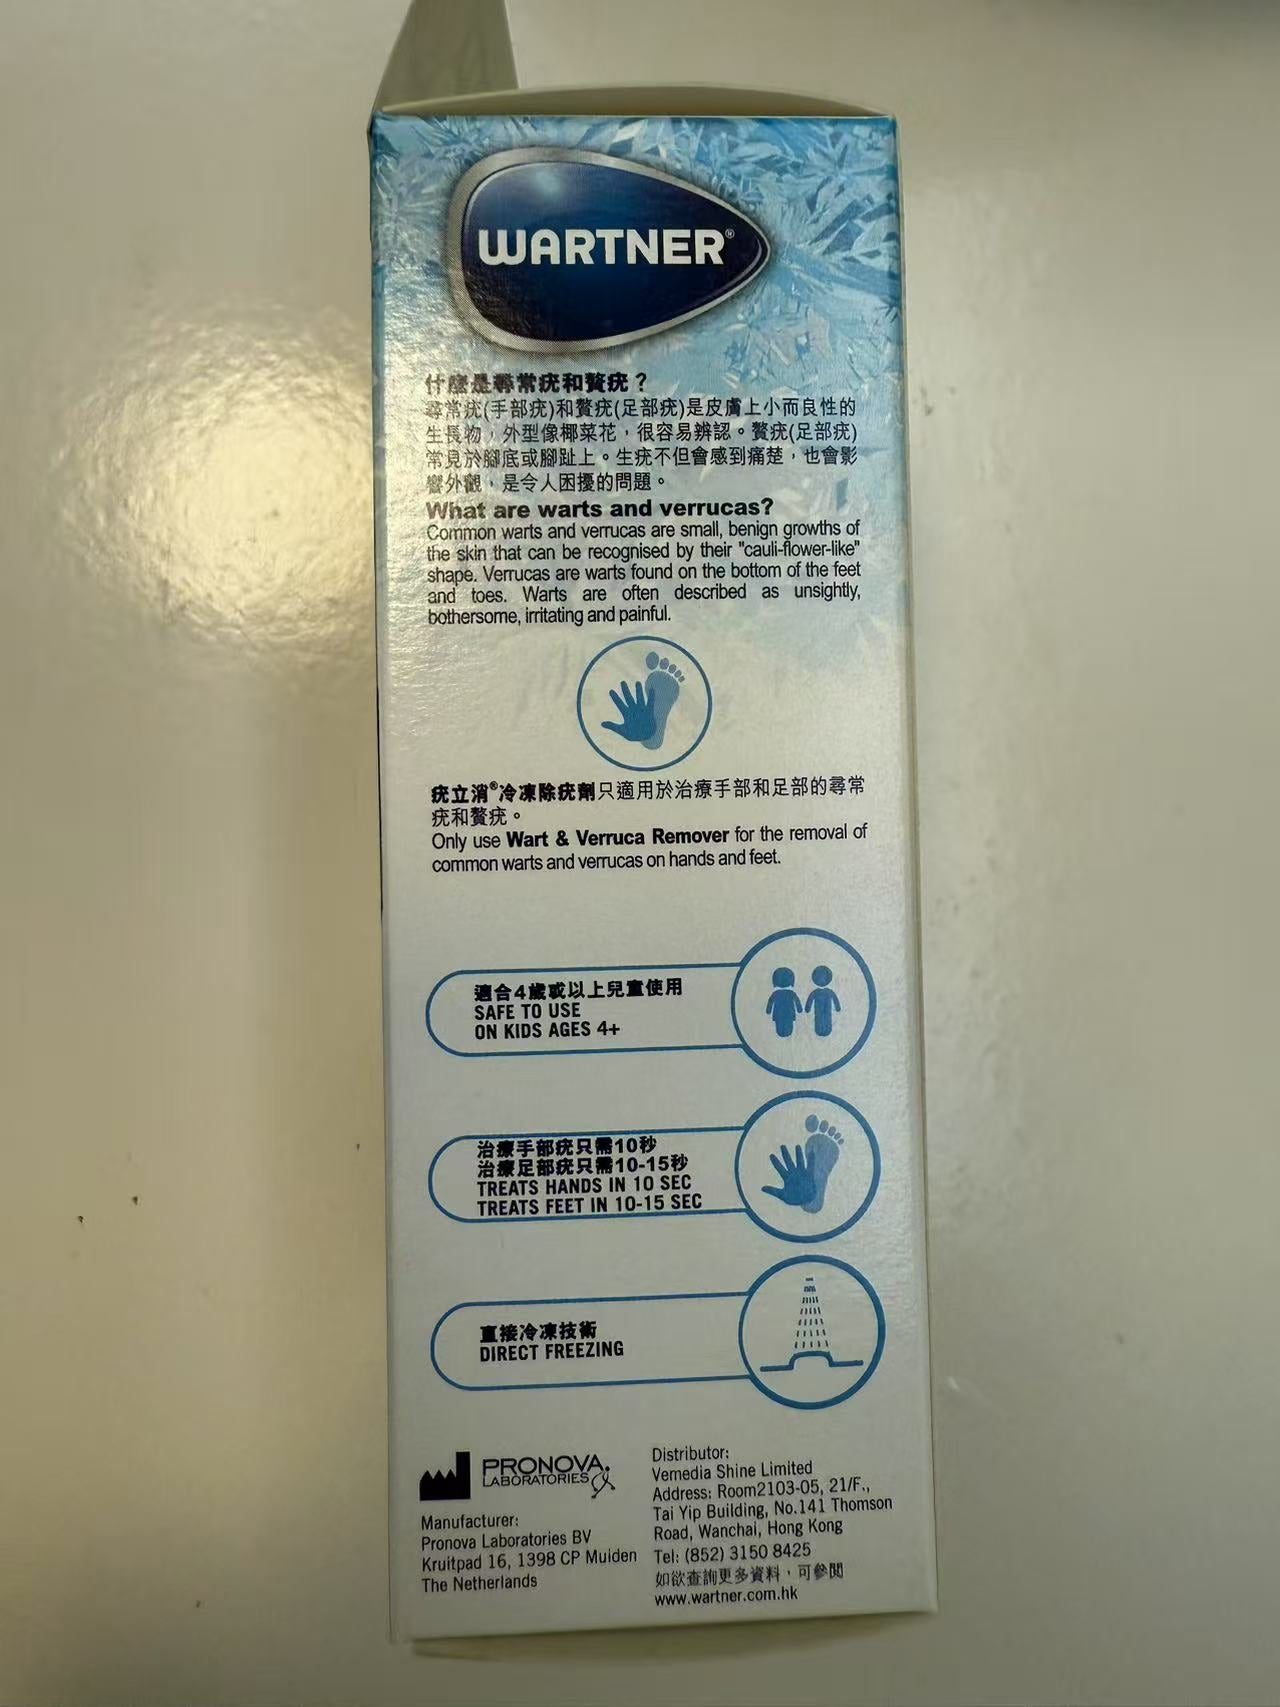 WARTNER®
什麼是尋常疣和贅疣？
尋常疣(手部疣)和贅疣(足部疣)是皮膚上小而良性的
生長物，外型像椰菜花，很容易辨認。贅疣(足部疣)
常見於腳底或腳趾上。生疣不但會感到痛楚，也會影
響外觀，是令人困擾的問題。
What are warts and verrucas?
Common warts and verrucas are small, benign growths of
the skin that can be recognised by their "cauli-flower-like"
shape. Verrucas are warts found on the bottom of the feet
and toes. Warts are often described as unsightly,
bothersome, irritating and painful.
疣立消®冷凍除疣劑只適用於治療手部和足部的尋常
疣和贅疣。
Only use Wart & Verruca Remover for the removal of
common warts and verrucas on hands and feet.
適合4歲或以上兒童使用
SAFE TO USE
ON KIDS AGES 4+
治療手部疣只需10秒
治療足部疣只需10-15秒
TREATS HANDS IN 10 SEC
TREATS FEET IN 10-15 SEC
直接冷凍技術
DIRECT FREEZING
PRONOVA
LABORATORIES
Manufacturer:
Pronova Laboratories BV
Kruitpad 16, 1398 CP Muiden
The Netherlands
Distributor:
Vemedia Shine Limited
Address: Room2103-05, 21/F.,
Tai Yip Building, No.141 Thomson
Road, Wanchai, Hong Kong
Tel: (852) 3150 8425
如欲查詢更多資料，可參閱
www.wartner.com.hk